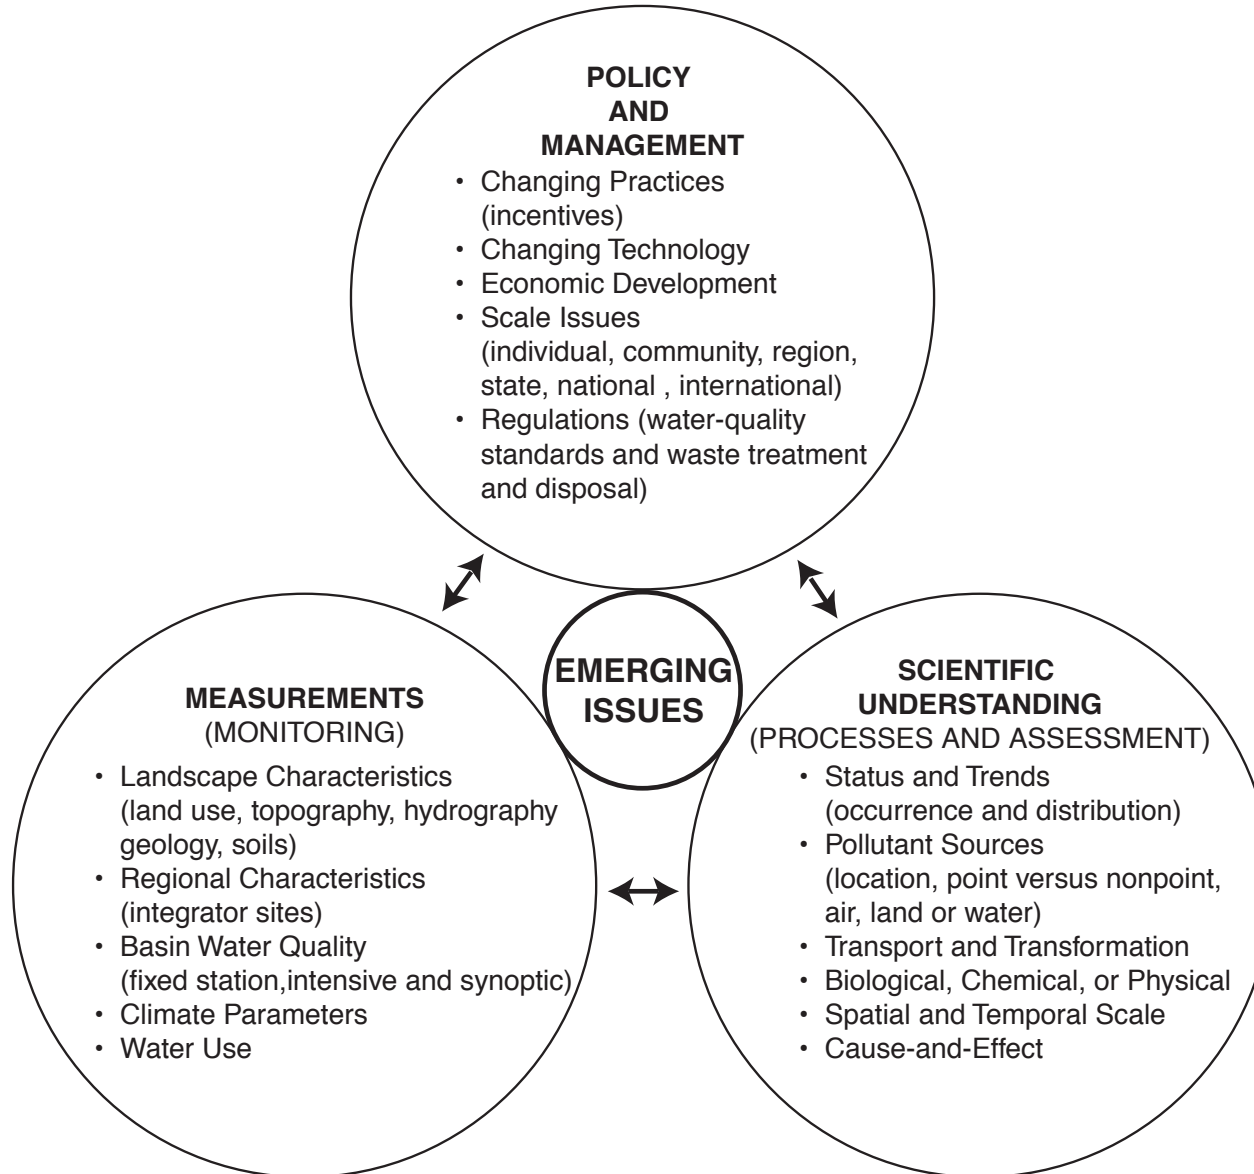 POLICY
AND
MANAGEMENT
• Changing Practices
(incentives)
• Changing Technology
• Economic Development
• Scale Issues
(individual, community, region,
state, national , international)
• Regulations (water-quality
standards and waste treatment
and disposal)
EMERGING
ISSUES
MEASUREMENTS
(MONITORING)
• Landscape Characteristics
(land use, topography, hydrography
geology, soils)
• Regional Characteristics
(integrator sites)
• Basin Water Quality
(fixed station,intensive and synoptic)
• Climate Parameters
• Water Use
SCIENTIFIC
UNDERSTANDING
(PROCESSES AND ASSESSMENT)
• Status and Trends
(occurrence and distribution)
• Pollutant Sources
(location, point versus nonpoint,
air, land or water)
• Transport and Transformation
• Biological, Chemical, or Physical
• Spatial and Temporal Scale
• Cause-and-Effect